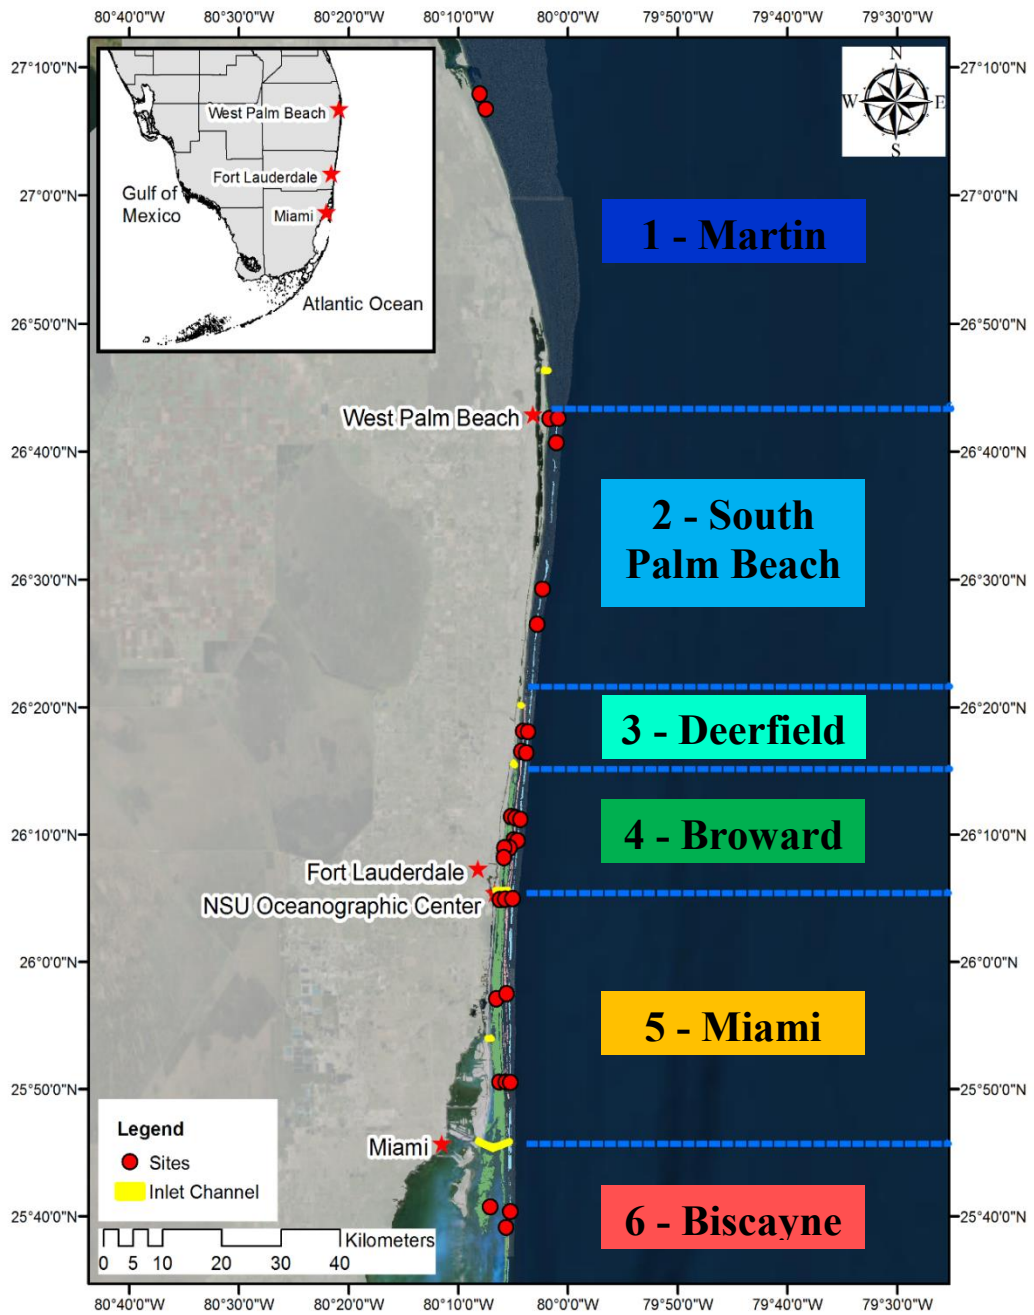 80°40'0"W
80°30'0"W
80°20'0"W
80°10'0"W
80°0'0"W
79°50'0"W
79°40'0"W
79°30'0"W
27°10'0"N
27°10'0"N
27°0'0"N
27°0'0"N
26°50'0"N
26°50'0"N
26°40'0"N
26°40'0"N
26°30'0"N
26°30'0"N
26°20'0"N
26°20'0"N
26°10'0"N
26°10'0"N
26°0'0"N
26°0'0"N
25°50'0"N
25°50'0"N
25°40'0"N
25°40'0"N
West Palm Beach
Fort Lauderdale
Miami
Gulf of
Mexico
Atlantic Ocean
N
W
E
S
1 - Martin
West Palm Beach
2 - South
Palm Beach
3 - Deerfield
4 - Broward
Fort Lauderdale
NSU Oceanographic Center
5 - Miami
Miami
6 - Biscayne
Legend
Sites
Inlet Channel
Kilometers
0 5 10 20 30 40
80°40'0"W
80°30'0"W
80°20'0"W
80°10'0"W
80°0'0"W
79°50'0"W
79°40'0"W
79°30'0"W